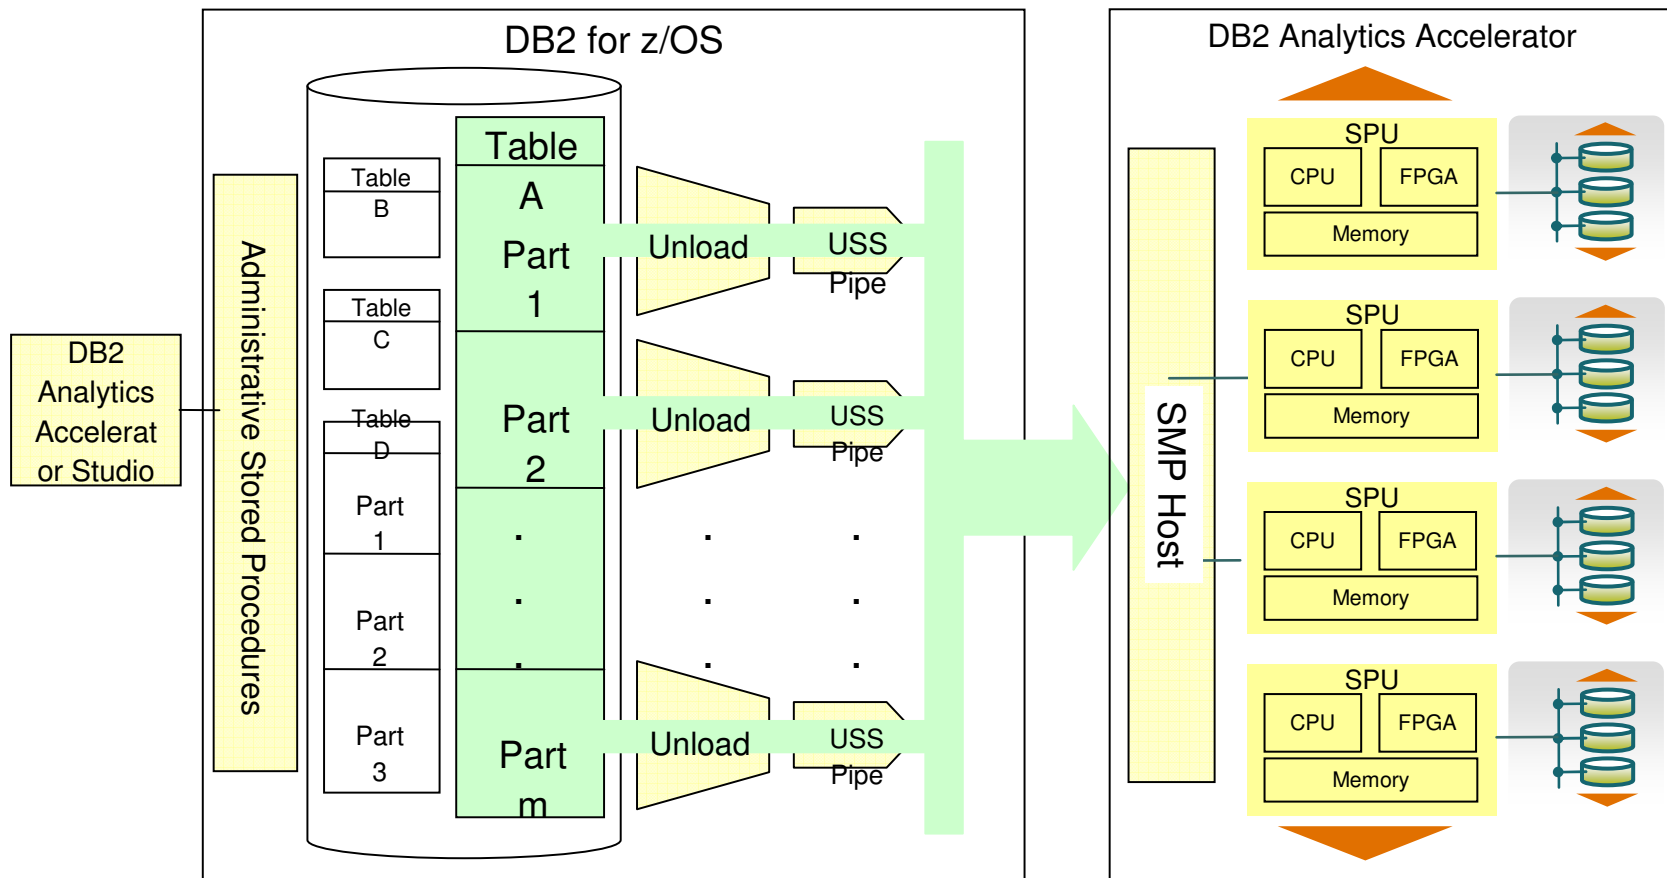 DB2 for z/OS
DB2 Analytics Accelerator
DB2
Analytics
Accelerat
or Studio
Administrative Stored Procedures
Table
B
Table
C
Table
D
Part
1
Part
2
Part
3
Table
A
Part
1
Part
2
.
.
.
Part
m
Unload
USS
Pipe
Unload
USS
Pipe
.
.
.
.
.
.
Unload
USS
Pipe
SMP Host
SPU
CPU
FPGA
Memory
SPU
CPU
FPGA
Memory
SPU
CPU
FPGA
Memory
SPU
CPU
FPGA
Memory